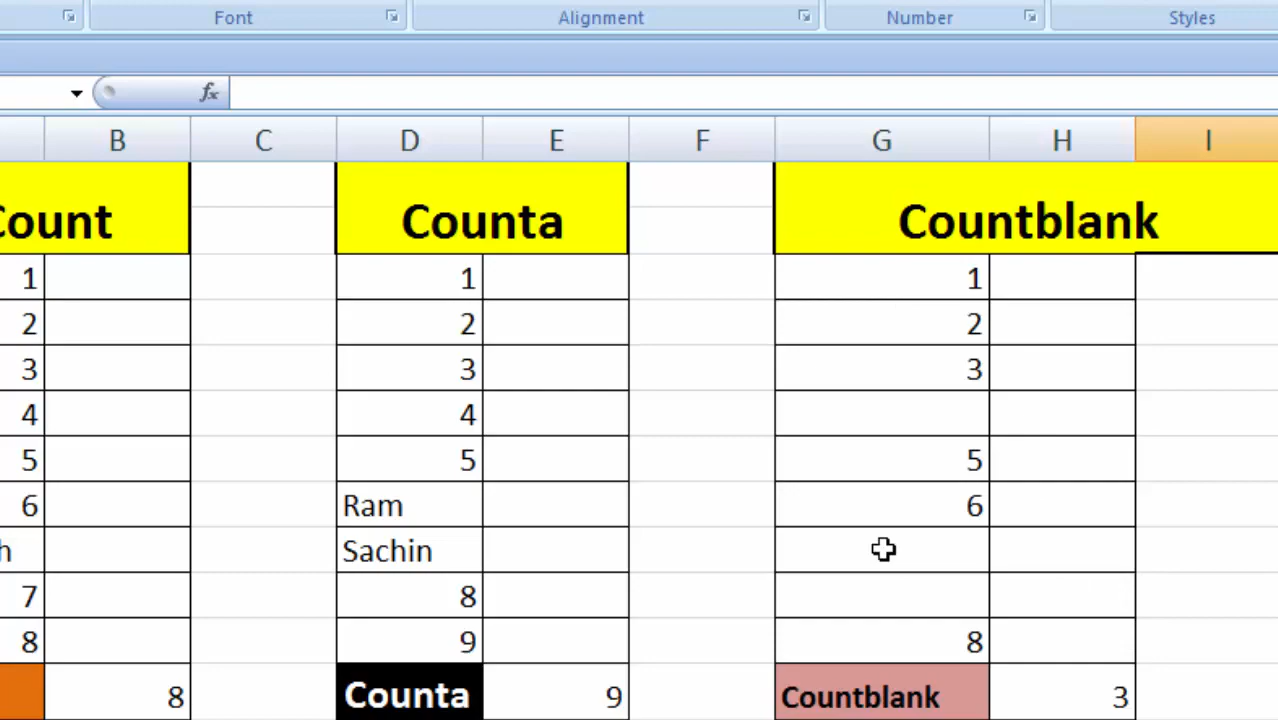 Font Alignment Number Styles
fx
B C D E F G H I
Count Counta Countblank
1 1 1
2 2 2
3 3 3
4 4
5 5 5
6 Ram 6
h Sachin
7 8
8 9 8
8 Counta 9 Countblank 3